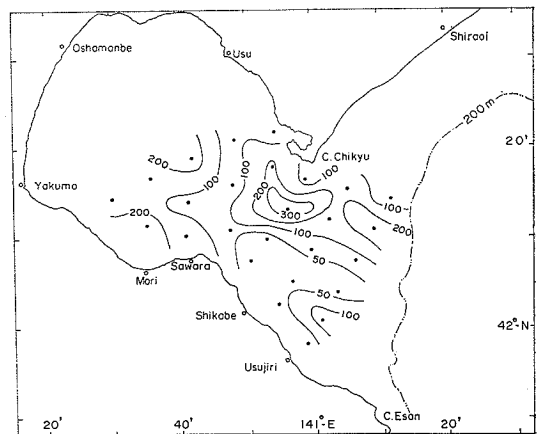 Oshamanbe
Usu
Shiraoi
200 m
20'
C. Chikyu
100
200
100
100
200
100
Yakumo
200
300
200
100
50
Mori
Sawara
50
100
Shikabe
42°-N
Usujiri
C. Esan
20'
40'
141°-E
20'